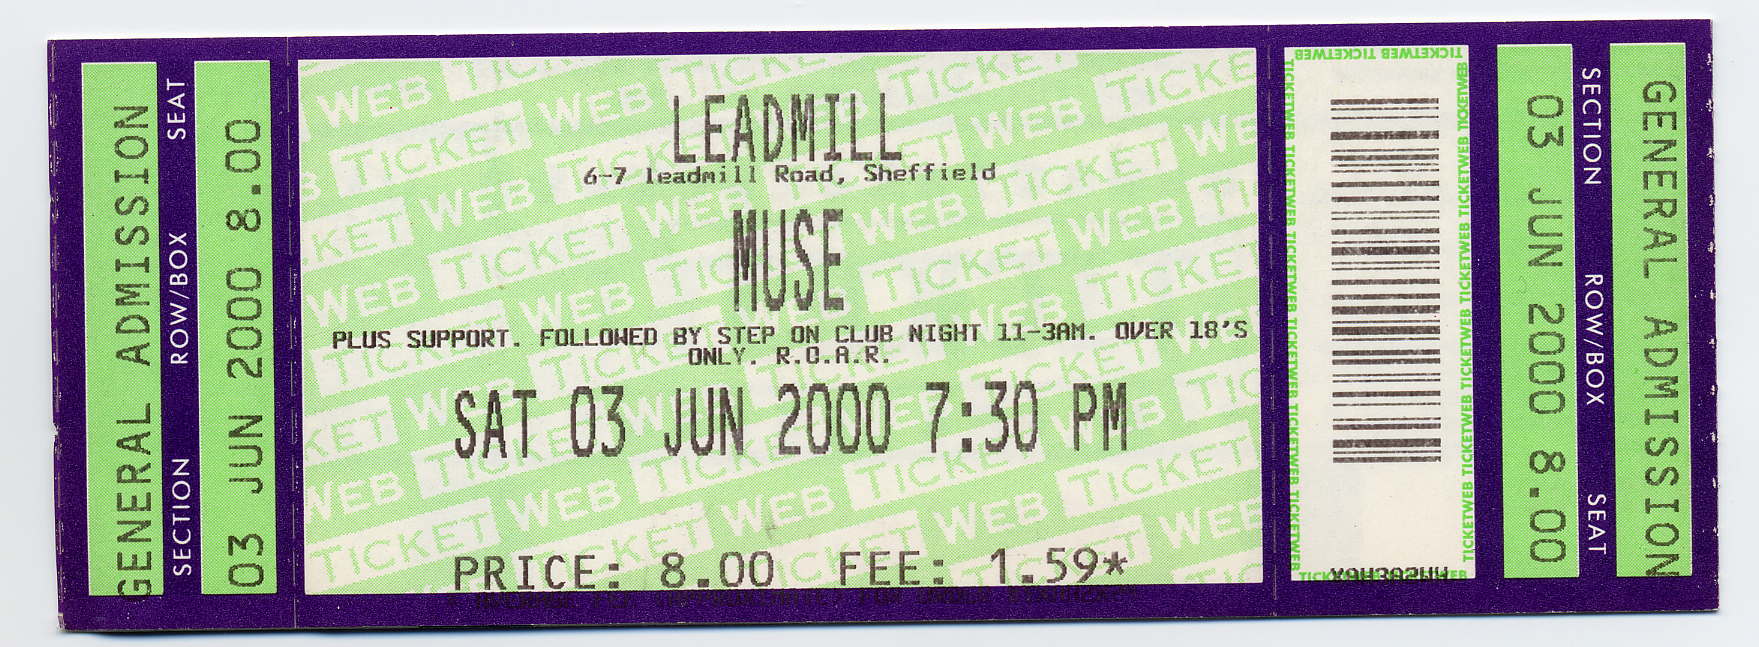 GENERAL ADMISSION
SECTION ROW/BOX SEAT
03 JUN 2000 8.00
LEADMILL
6-7 leadmill Road, Sheffield
MUSE
PLUS SUPPORT. FOLLOWED BY STEP ON CLUB NIGHT 11-3AM. OVER 18'S
ONLY. R.O.A.R.
SAT 03 JUN 2000 7:30 PM
PRICE: 8.00 FEE: 1.59*
TICKETWEB TICKETWEB
03 JUN 2000 8.00
SECTION ROW/BOX SEAT
GENERAL ADMISSION